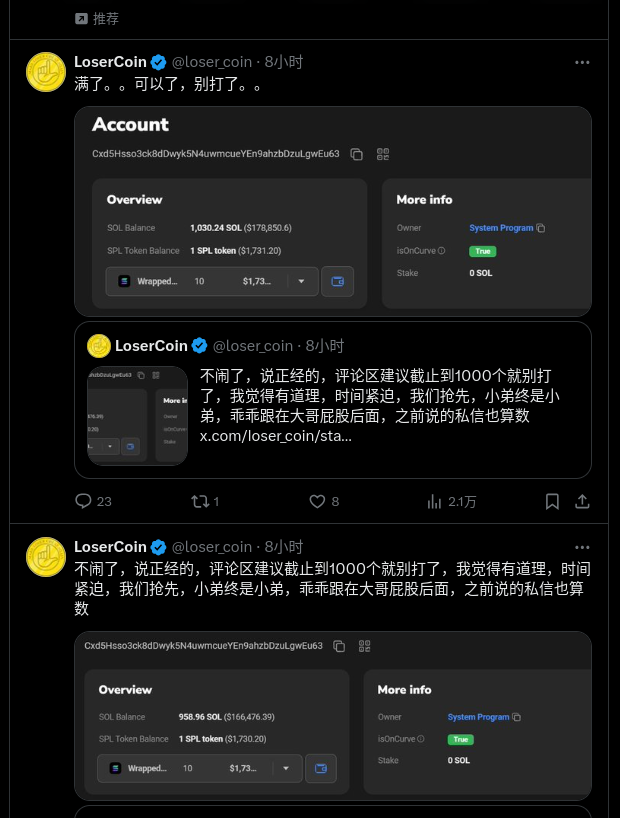 推荐
LoserCoin @loser_coin · 8小时
满了。。可以了，别打了。。
Account
Cxd5Hsso3ck8dDwyk5N4uwmcueYEn9ahzbDzuLgwEu63
Overview
SOL Balance 1,030.24 SOL ($178,850.6)
SPL Token Balance 1 SPL token ($1,731.20)
Wrapped... 10 $1,73...
More info
Owner System Program
isOnCurve True
Stake 0 SOL
LoserCoin @loser_coin · 8小时
不闹了，说正经的，评论区建议截止到1000个就别打
了，我觉得有道理，时间紧迫，我们抢先，小弟终是小
弟，乖乖跟在大哥屁股后面，之前说的私信也算数
x.com/loser_coin/sta...
23 1 8 2.1万
LoserCoin @loser_coin · 8小时
不闹了，说正经的，评论区建议截止到1000个就别打了，我觉得有道理，时间
紧迫，我们抢先，小弟终是小弟，乖乖跟在大哥屁股后面，之前说的私信也算
数
Cxd5Hsso3ck8dDwyk5N4uwmcueYEn9ahzbDzuLgwEu63
Overview
SOL Balance 958.96 SOL ($166,476.39)
SPL Token Balance 1 SPL token ($1,730.20)
Wrapped... 10 $1,73...
More info
Owner System Program
isOnCurve True
Stake 0 SOL